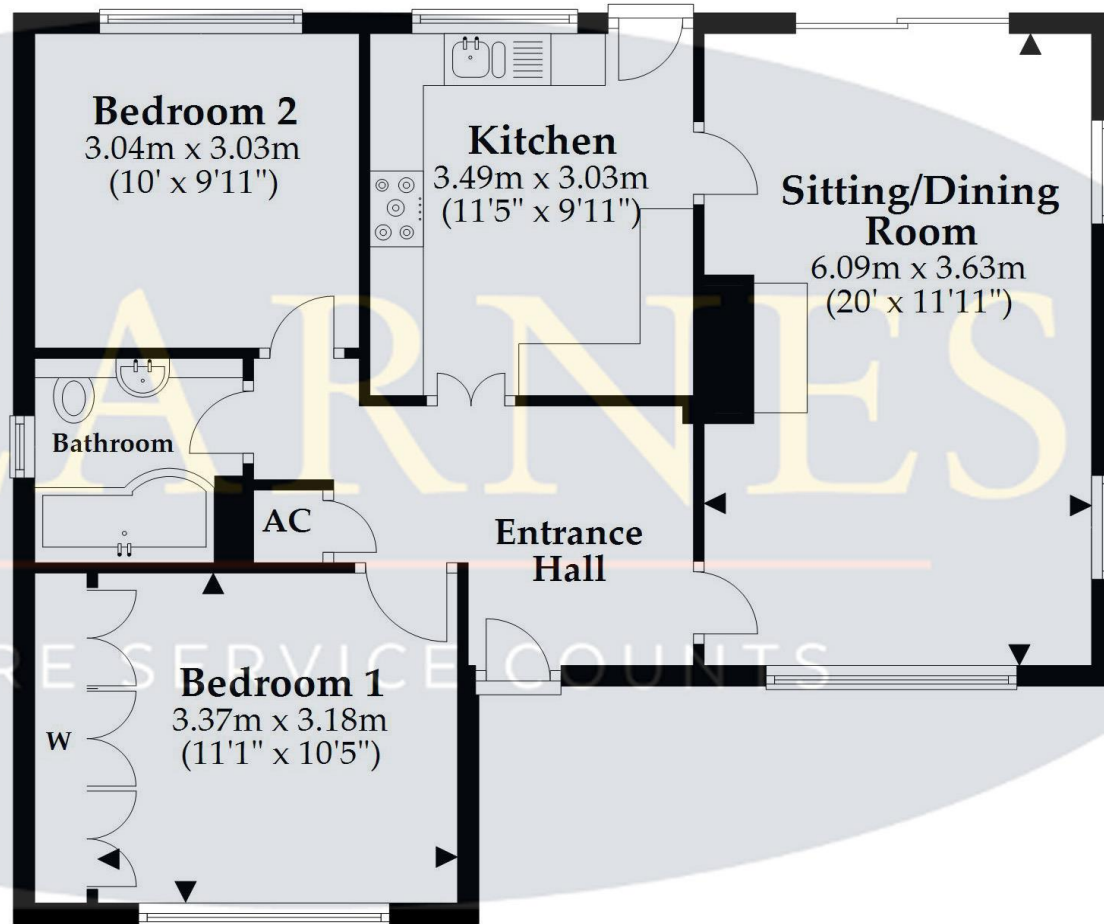 Bedroom 2
3.04m x 3.03m
(10' x 9'11")
Kitchen
3.49m x 3.03m
(11'5" x 9'11")
Sitting/Dining
Room
6.09m x 3.63m
(20' x 11'11")
EARNES
Bathroom
AC
Entrance
Hall
RE SERVICE COUNTS
Bedroom 1
3.37m x 3.18m
(11'1" x 10'5")
W